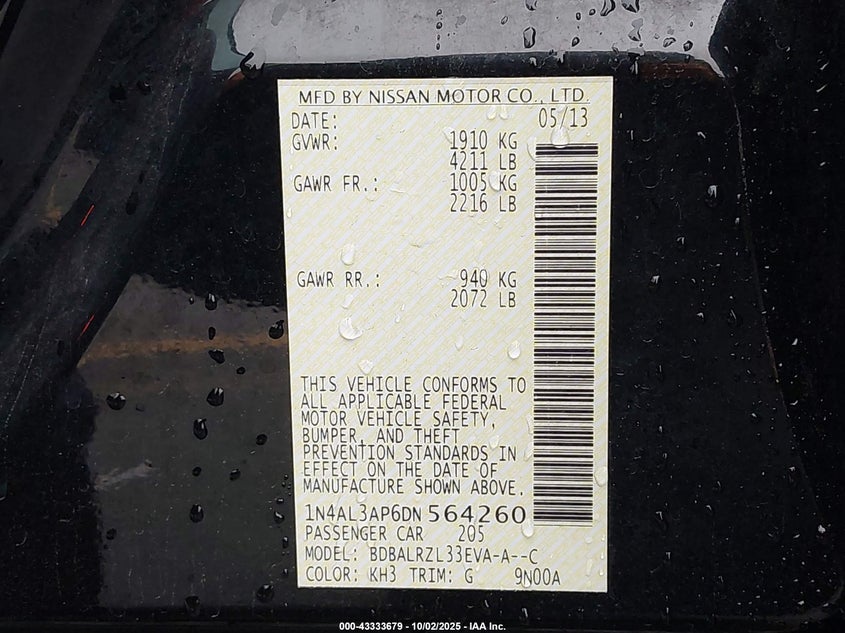 MFD BY NISSAN MOTOR CO., LTD.
DATE: 05/13
GVWR: 1910 KG
4211 LB
GAWR FR.: 1005 KG
2216 LB
GAWR RR.: 940 KG
2072 LB
THIS VEHICLE CONFORMS TO
ALL APPLICABLE FEDERAL
MOTOR VEHICLE SAFETY,
BUMPER, AND THEFT
PREVENTION STANDARDS IN
EFFECT ON THE DATE OF
MANUFACTURE SHOWN ABOVE.
1N4AL3AP6DN 564260
PASSENGER CAR 205
MODEL: BDBALRZL33EVA-A--C
COLOR: KH3 TRIM: G 9N00A
000-43333679 - 10/02/2025 - IAA Inc.